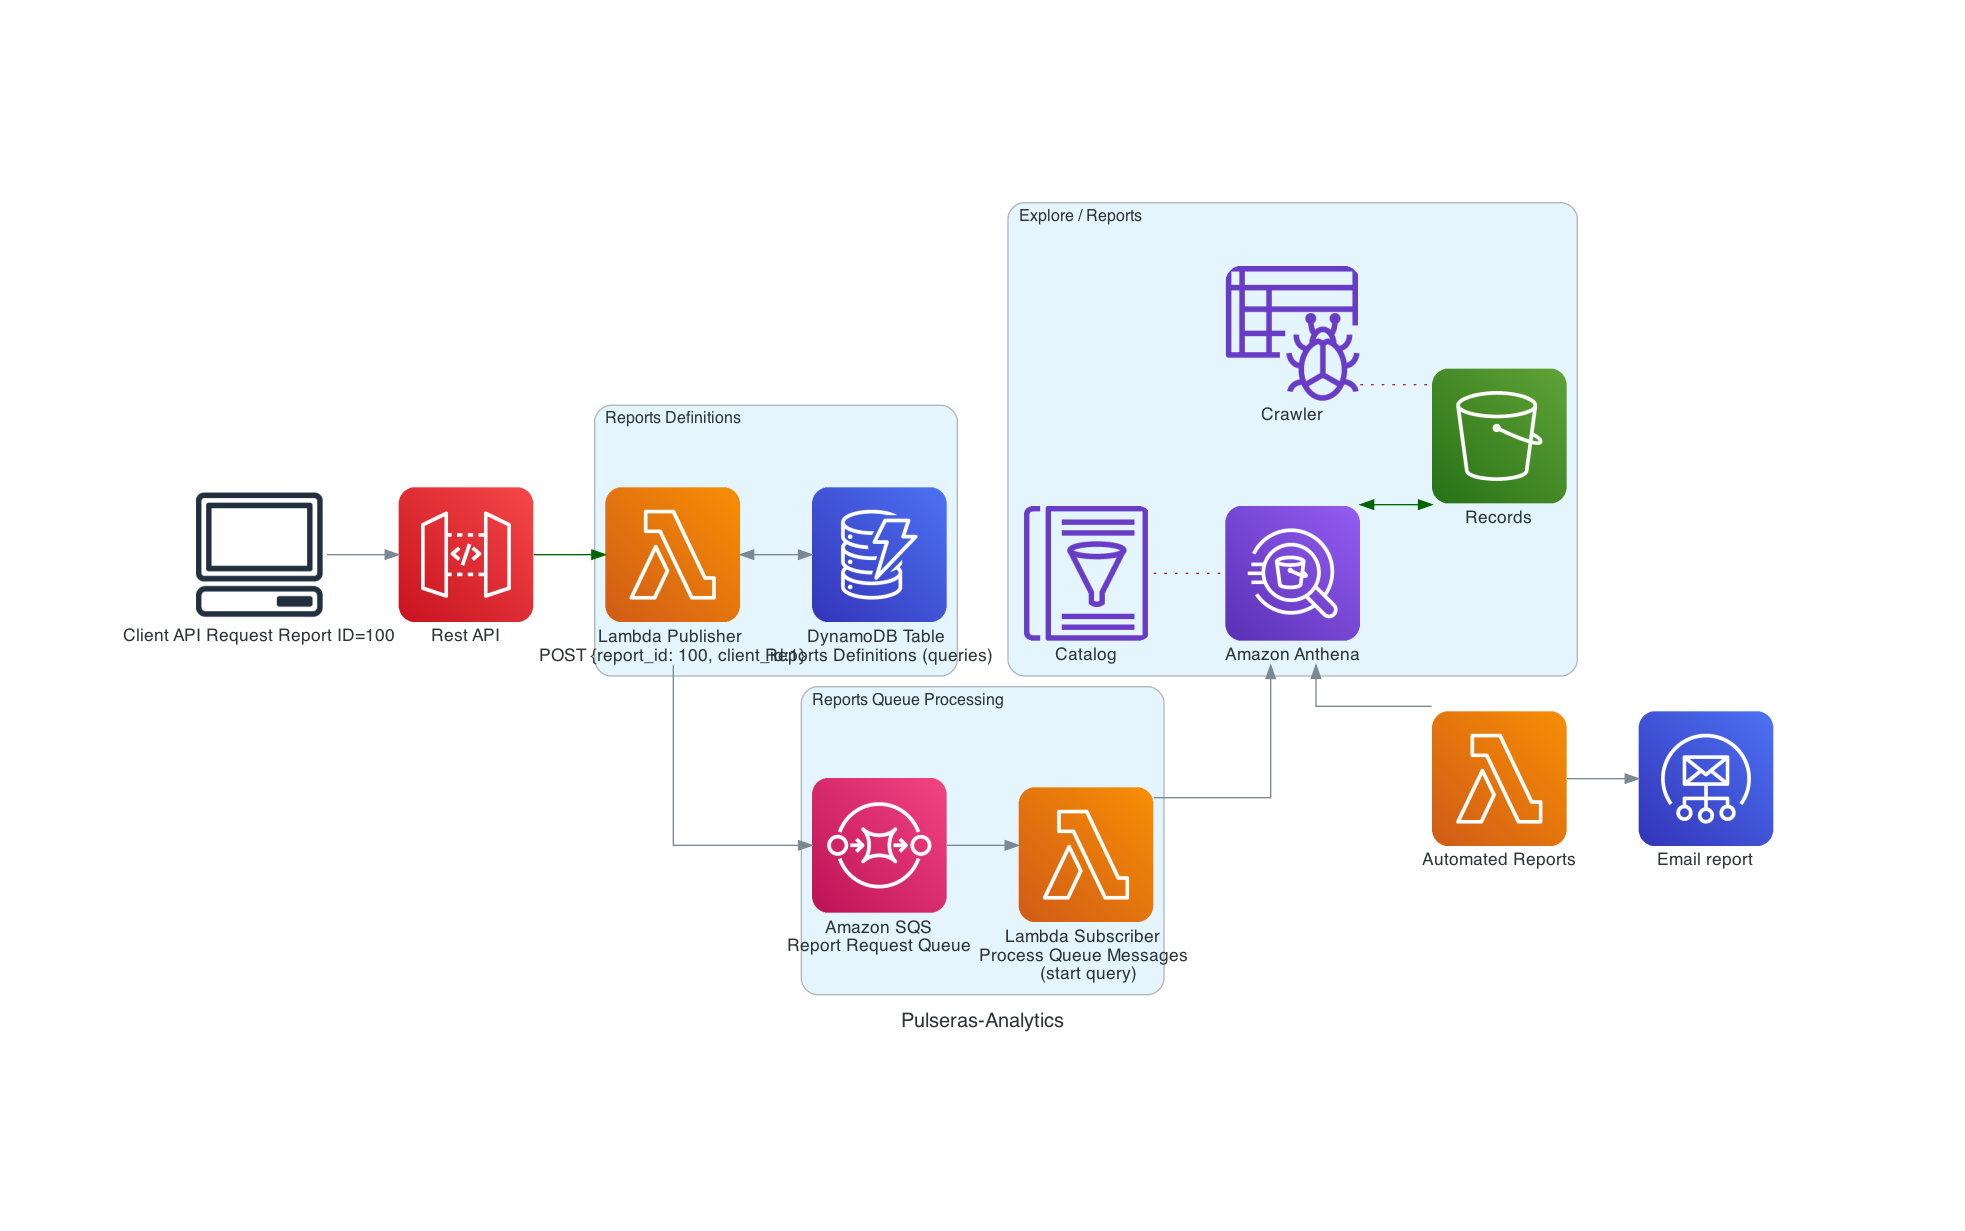 Explore / Reports
Crawler
Records
Catalog
Amazon Anthena
Reports Definitions
Client API Request Report ID=100
Rest API
Lambda Publisher
POST {report_id: 100, client_id:1}
DynamoDB Table
Reports Definitions (queries)
Reports Queue Processing
Amazon SQS
Report Request Queue
Lambda Subscriber
Process Queue Messages
(start query)
Automated Reports
Email report
Pulseras-Analytics